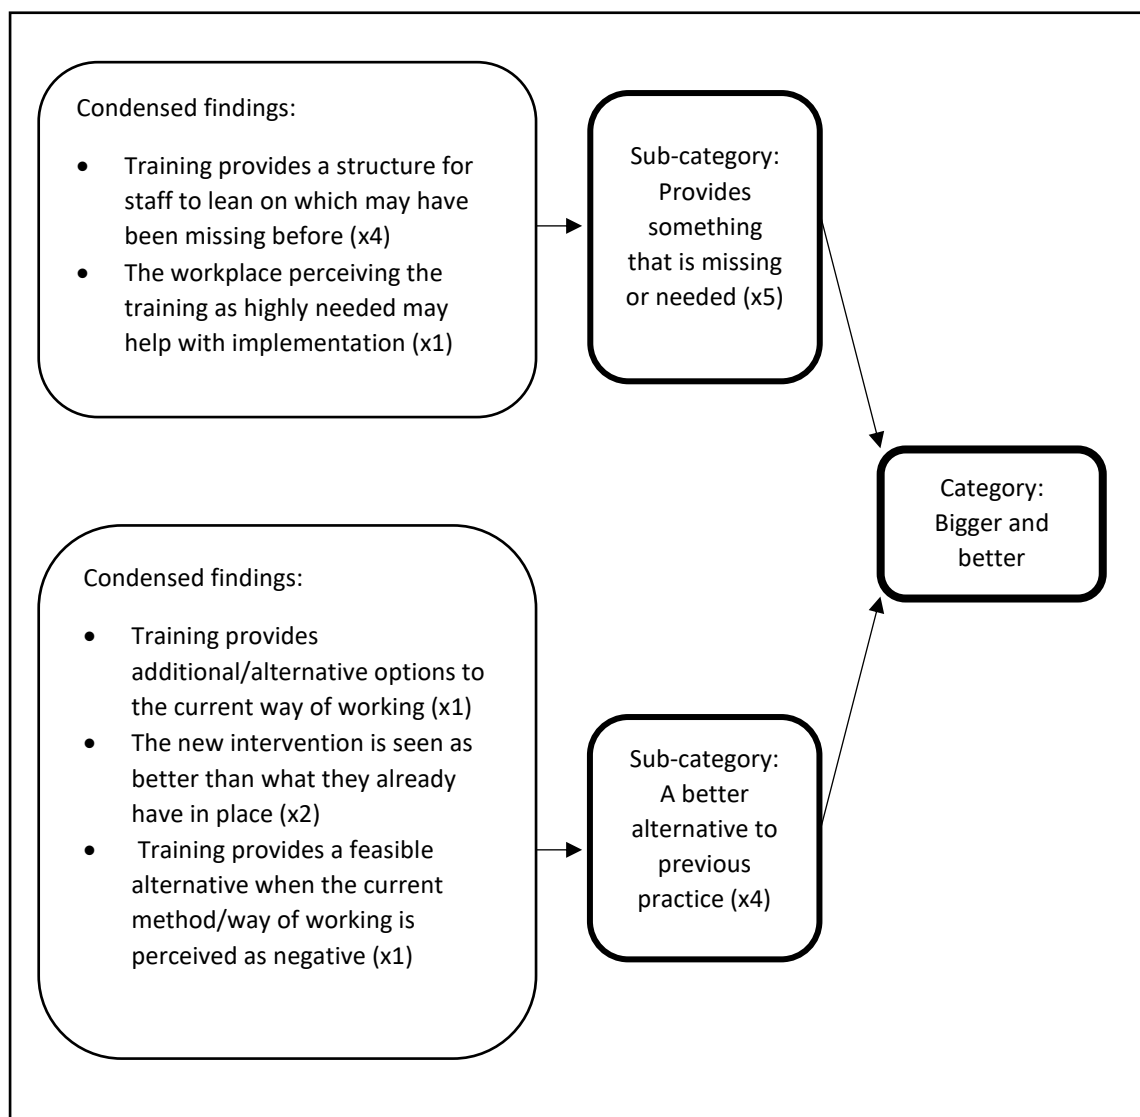 Condensed findings:
• Training provides a structure for
staff to lean on which may have
been missing before (x4)
• The workplace perceiving the
training as highly needed may
help with implementation (x1)
Sub-category:
Provides
something
that is missing
or needed (x5)
Category:
Bigger and
better
Condensed findings:
• Training provides
additional/alternative options to
the current way of working (x1)
• The new intervention is seen as
better than what they already
have in place (x2)
• Training provides a feasible
alternative when the current
method/way of working is
perceived as negative (x1)
Sub-category:
A better
alternative to
previous
practice (x4)